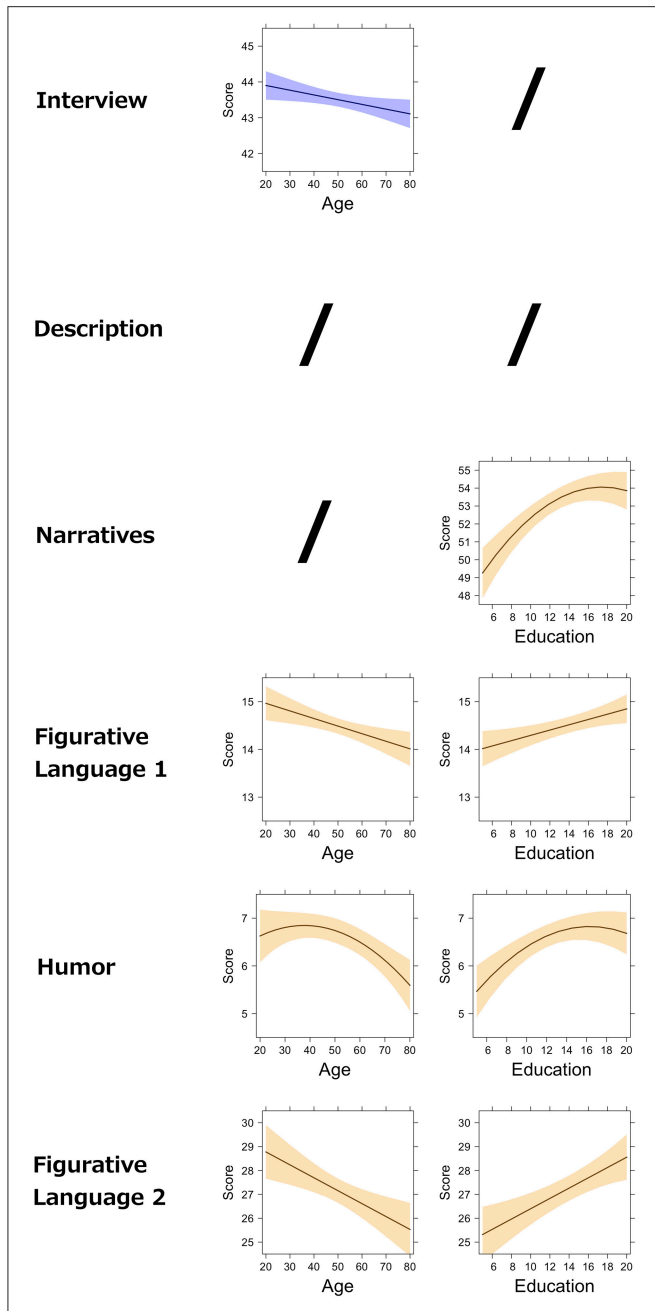 Interview
Score
45
44
43
42
20 30 40 50 60 70 80
Age
/
Description
/ /
Narratives
/
Score
55
54
53
52
51
50
49
48
6 8 10 12 14 16 18 20
Education
Figurative
Language 1
Score
15
14
13
20 30 40 50 60 70 80
Age
Score
15
14
13
6 8 10 12 14 16 18 20
Education
Humor
Score
7
6
5
20 30 40 50 60 70 80
Age
Score
7
6
5
6 8 10 12 14 16 18 20
Education
Figurative
Language 2
Score
30
29
28
27
26
25
20 30 40 50 60 70 80
Age
Score
30
29
28
27
26
25
6 8 10 12 14 16 18 20
Education